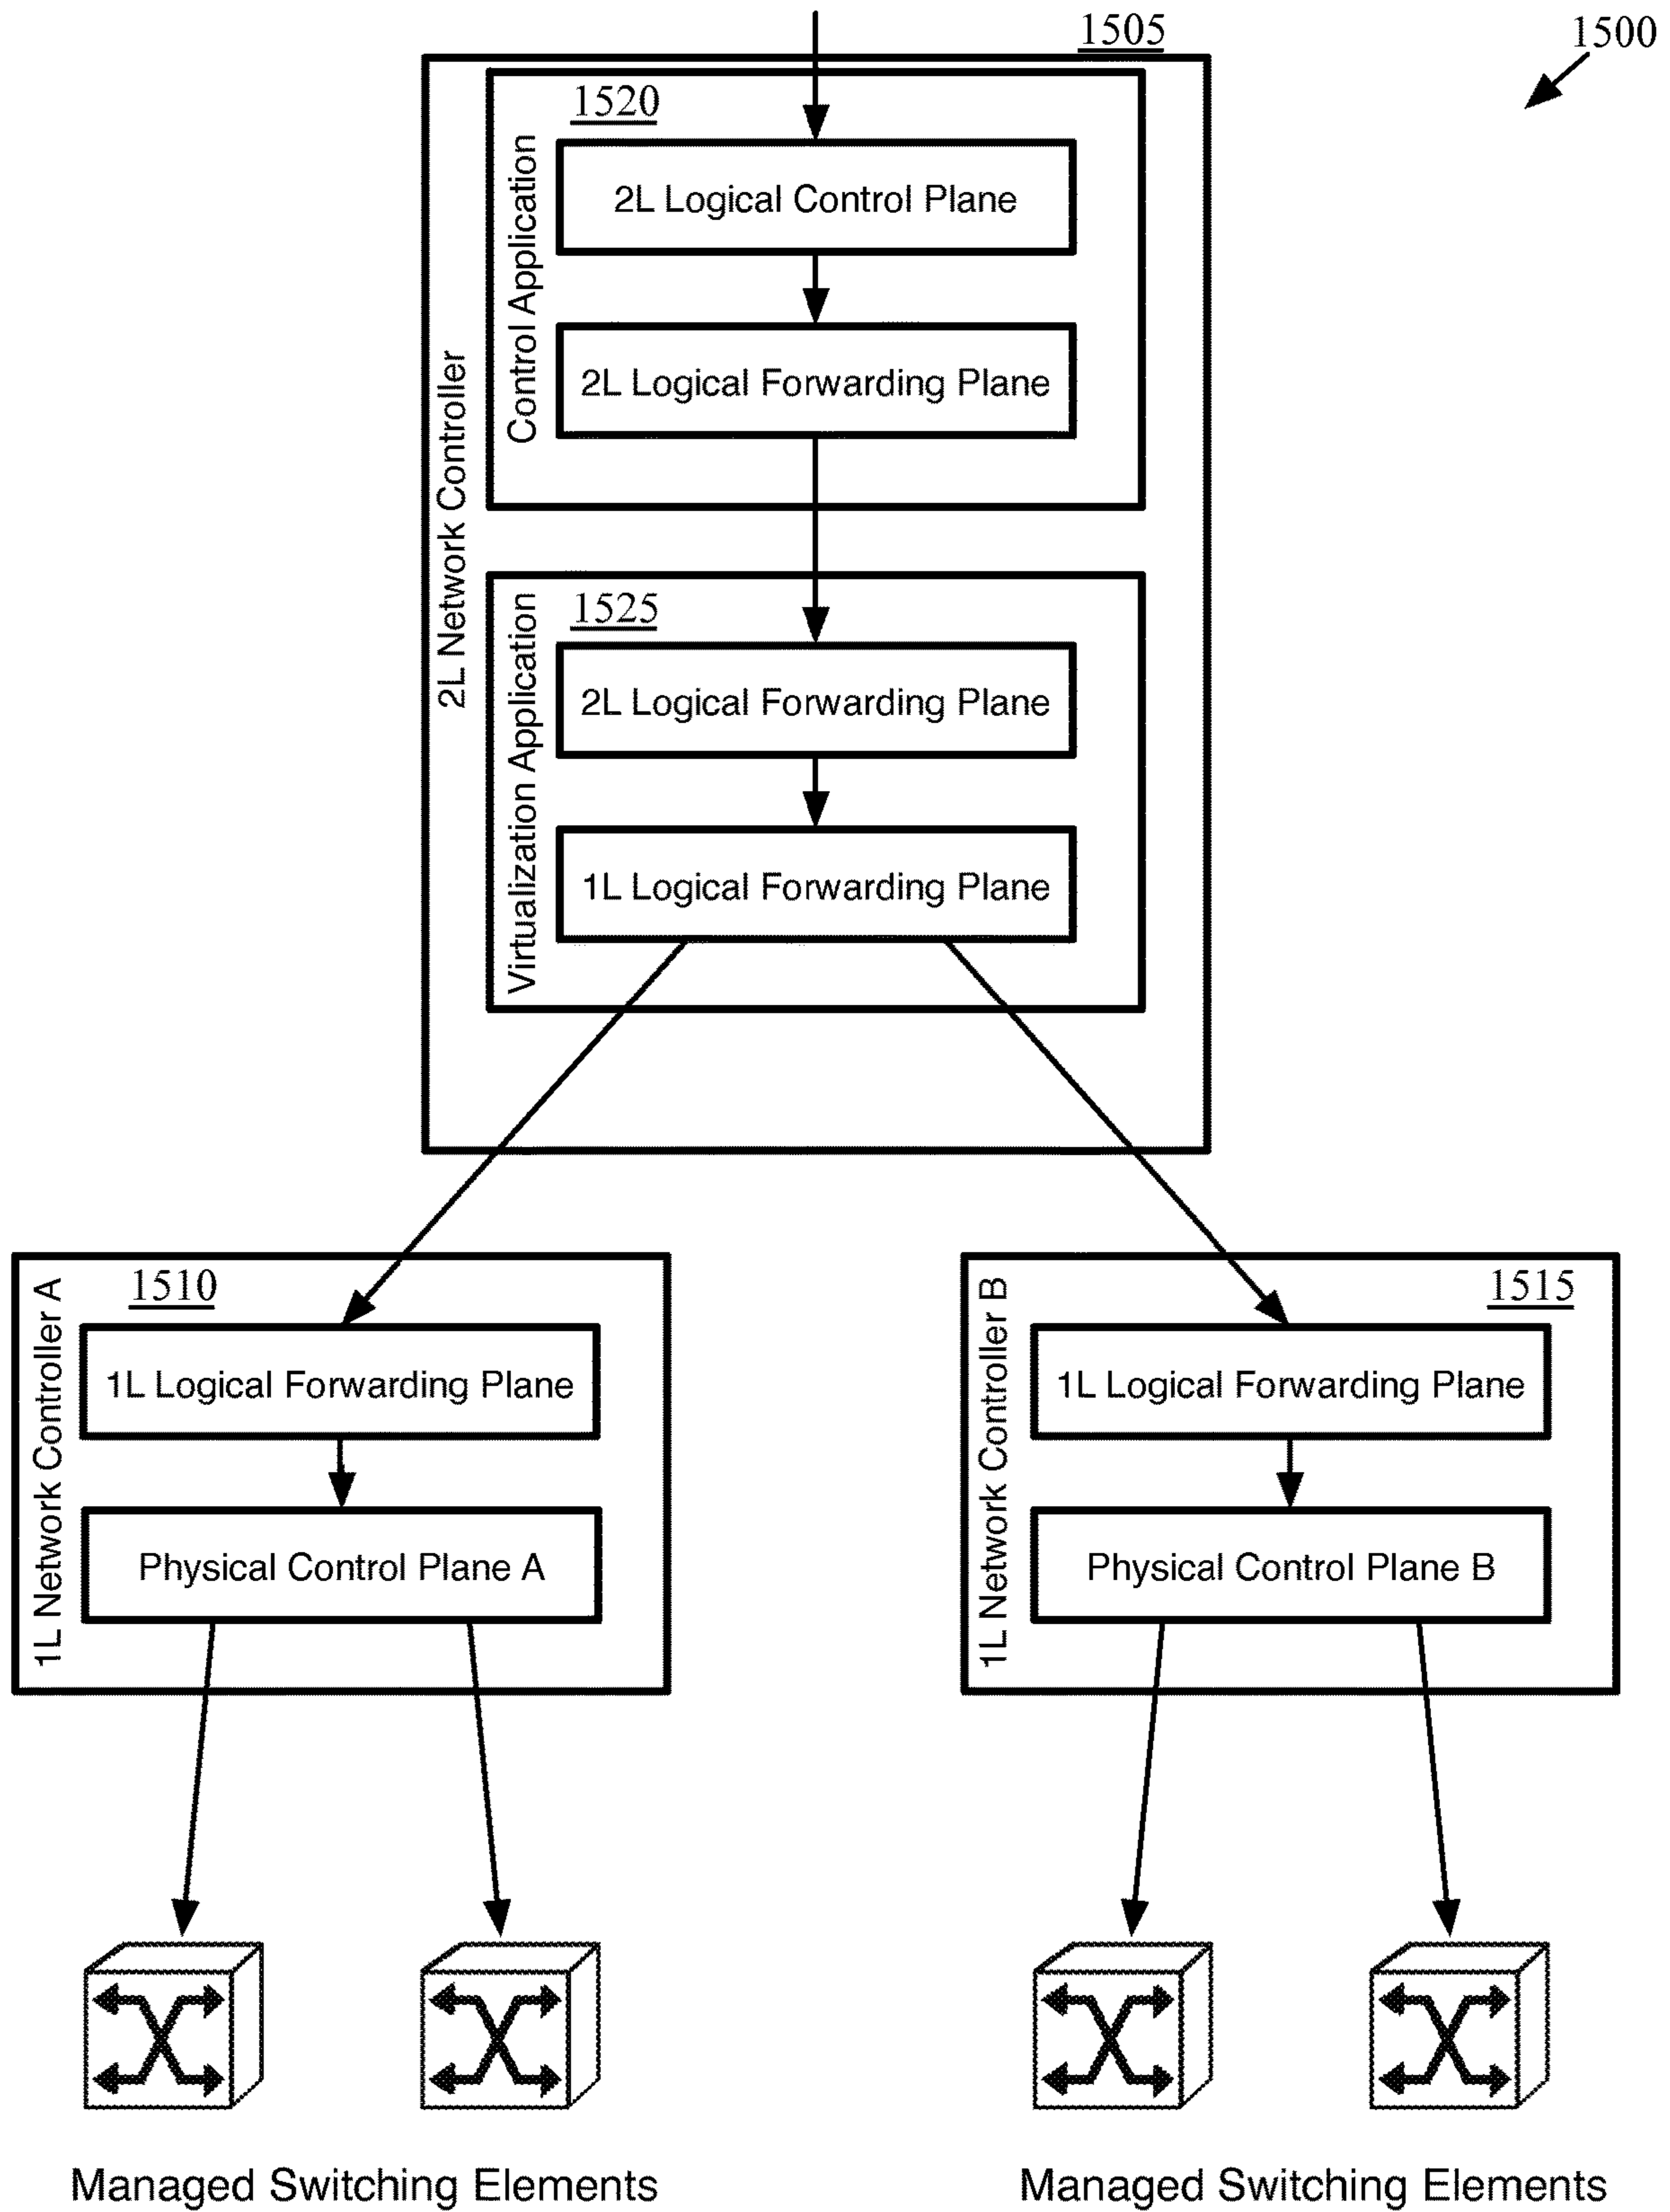 1505
1500
1520
Control Application
2L Logical Control Plane
2L Logical Forwarding Plane
2L Network Controller
1525
Virtualization Application
2L Logical Forwarding Plane
1L Logical Forwarding Plane
1L Network Controller A
1510
1L Logical Forwarding Plane
Physical Control Plane A
1L Network Controller B
1515
1L Logical Forwarding Plane
Physical Control Plane B
Managed Switching Elements
Managed Switching Elements